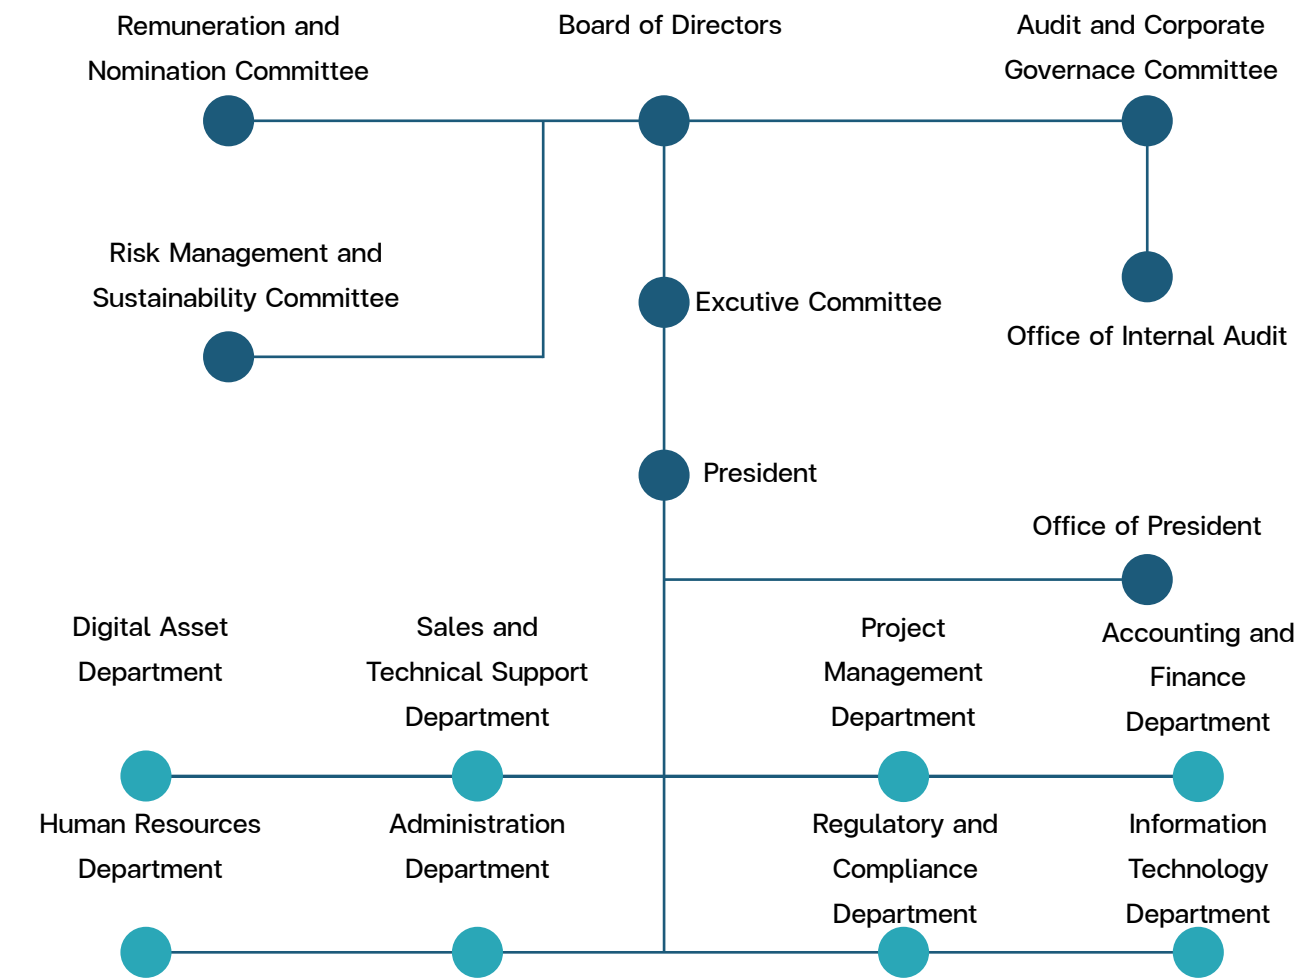 Remuneration and
Nomination Committee
Board of Directors
Audit and Corporate
Governace Committee
Risk Management and
Sustainability Committee
Excutive Committee
Office of Internal Audit
President
Office of President
Digital Asset
Department
Sales and
Technical Support
Department
Project
Management
Department
Accounting and
Finance
Department
Human Resources
Department
Administration
Department
Regulatory and
Compliance
Department
Information
Technology
Department